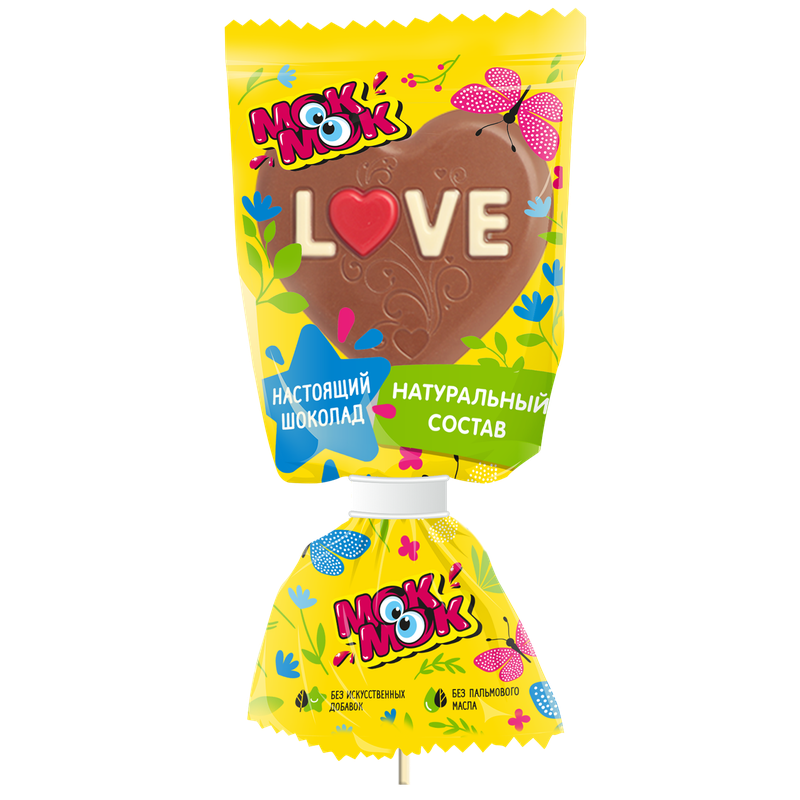 МОК
МОК
LOVE
НАСТОЯЩИЙ
ШОКОЛАД
НАТУРАЛЬНЫЙ
СОСТАВ
МОК
МОК
БЕЗ ИСКУССТВЕННЫХ
ДОБАВОК
БЕЗ ПАЛЬМОВОГО
МАСЛА